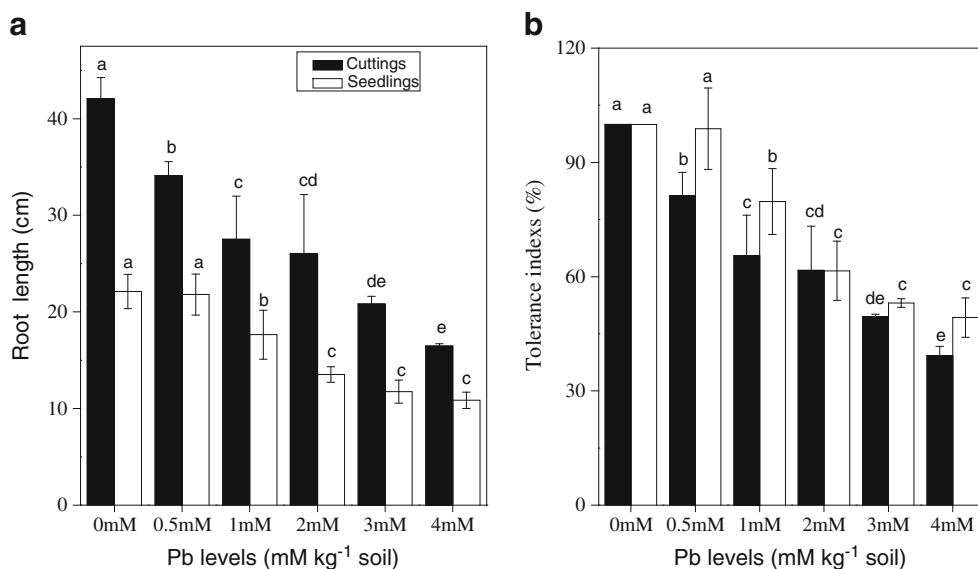 a
Cuttings
Seedlings
Root length (cm)
40
30
20
10
0
a
b
c
cd
de
e
a
a
b
c
c
c
0mM 0.5mM 1mM 2mM 3mM 4mM
Pb levels (mM kg⁻¹ soil)
b
Tolerance indexs (%)
120
90
60
30
0
a a
b a
c b
cd c
de c
e c
0mM 0.5mM 1mM 2mM 3mM 4mM
Pb levels (mM kg⁻¹ soil)